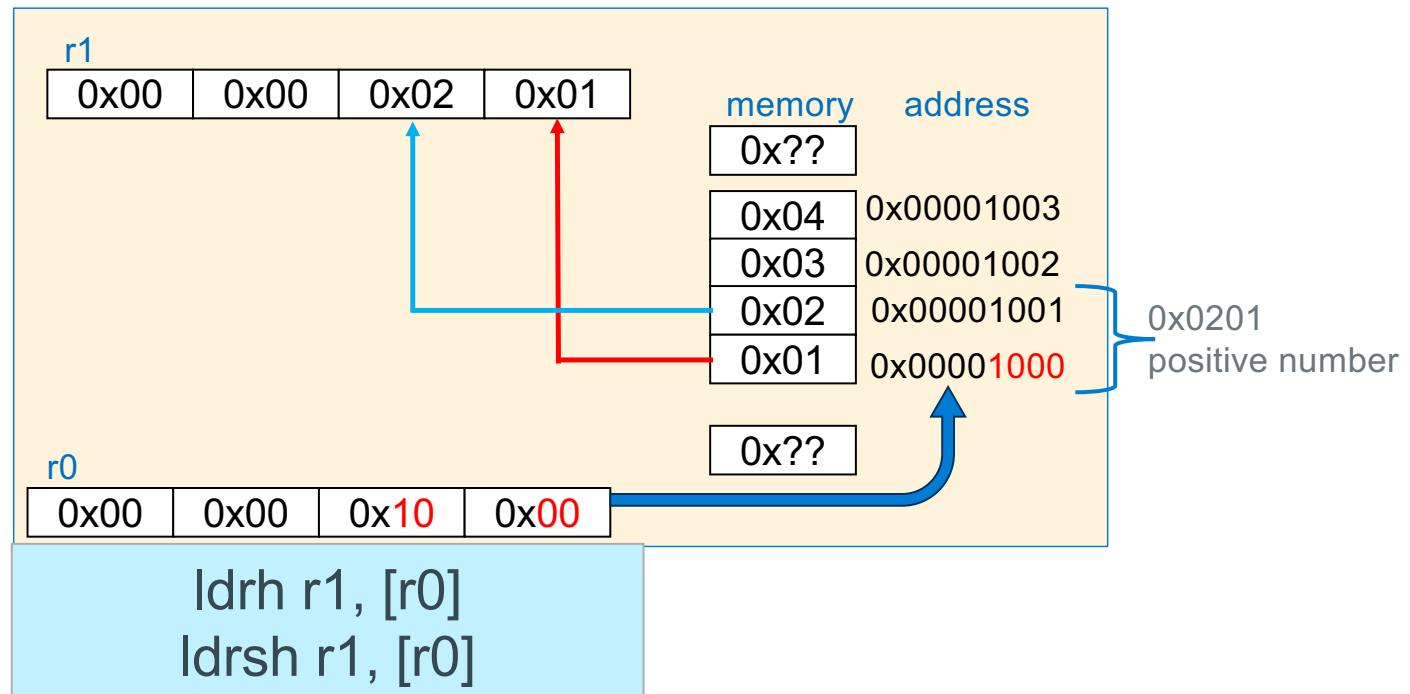 r1
0x00 0x00 0x02 0x01
memory address
0x??
0x04 0x00001003
0x03 0x00001002
0x02 0x00001001
0x01 0x00001000
0x0201
positive number
0x??
r0
0x00 0x00 0x10 0x00
ldrh r1, [r0]
ldrsh r1, [r0]